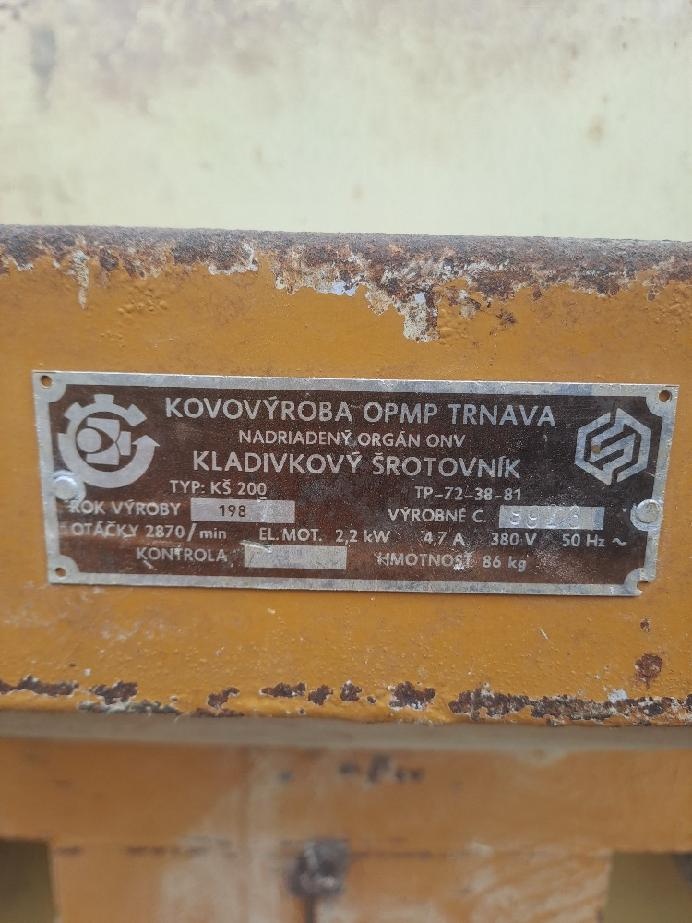 KOVOVÝROBA OPMP TRNAVA
NADRIADENÝ ORGÁN ONV
KLADIVKOVÝ ŠROTOVNÍK
TYP: KŠ 200 TP-72-38-81
ROK VÝROBY 198 VÝROBNÉ Č.
OTÁČKY 2870/min EL.MOT. 2,2 kW 4,7 A 380 V 50 Hz ~
KONTROLA HMOTNOSŤ 86 kg